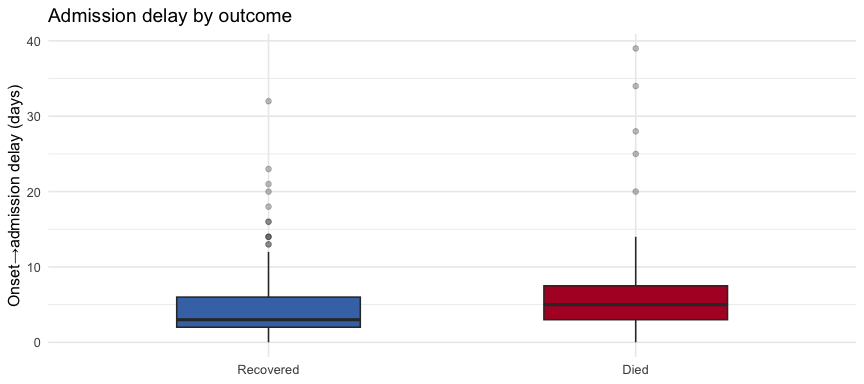 Admission delay by outcome
Onset→admission delay (days)
40
30
20
10
0
Recovered
Died